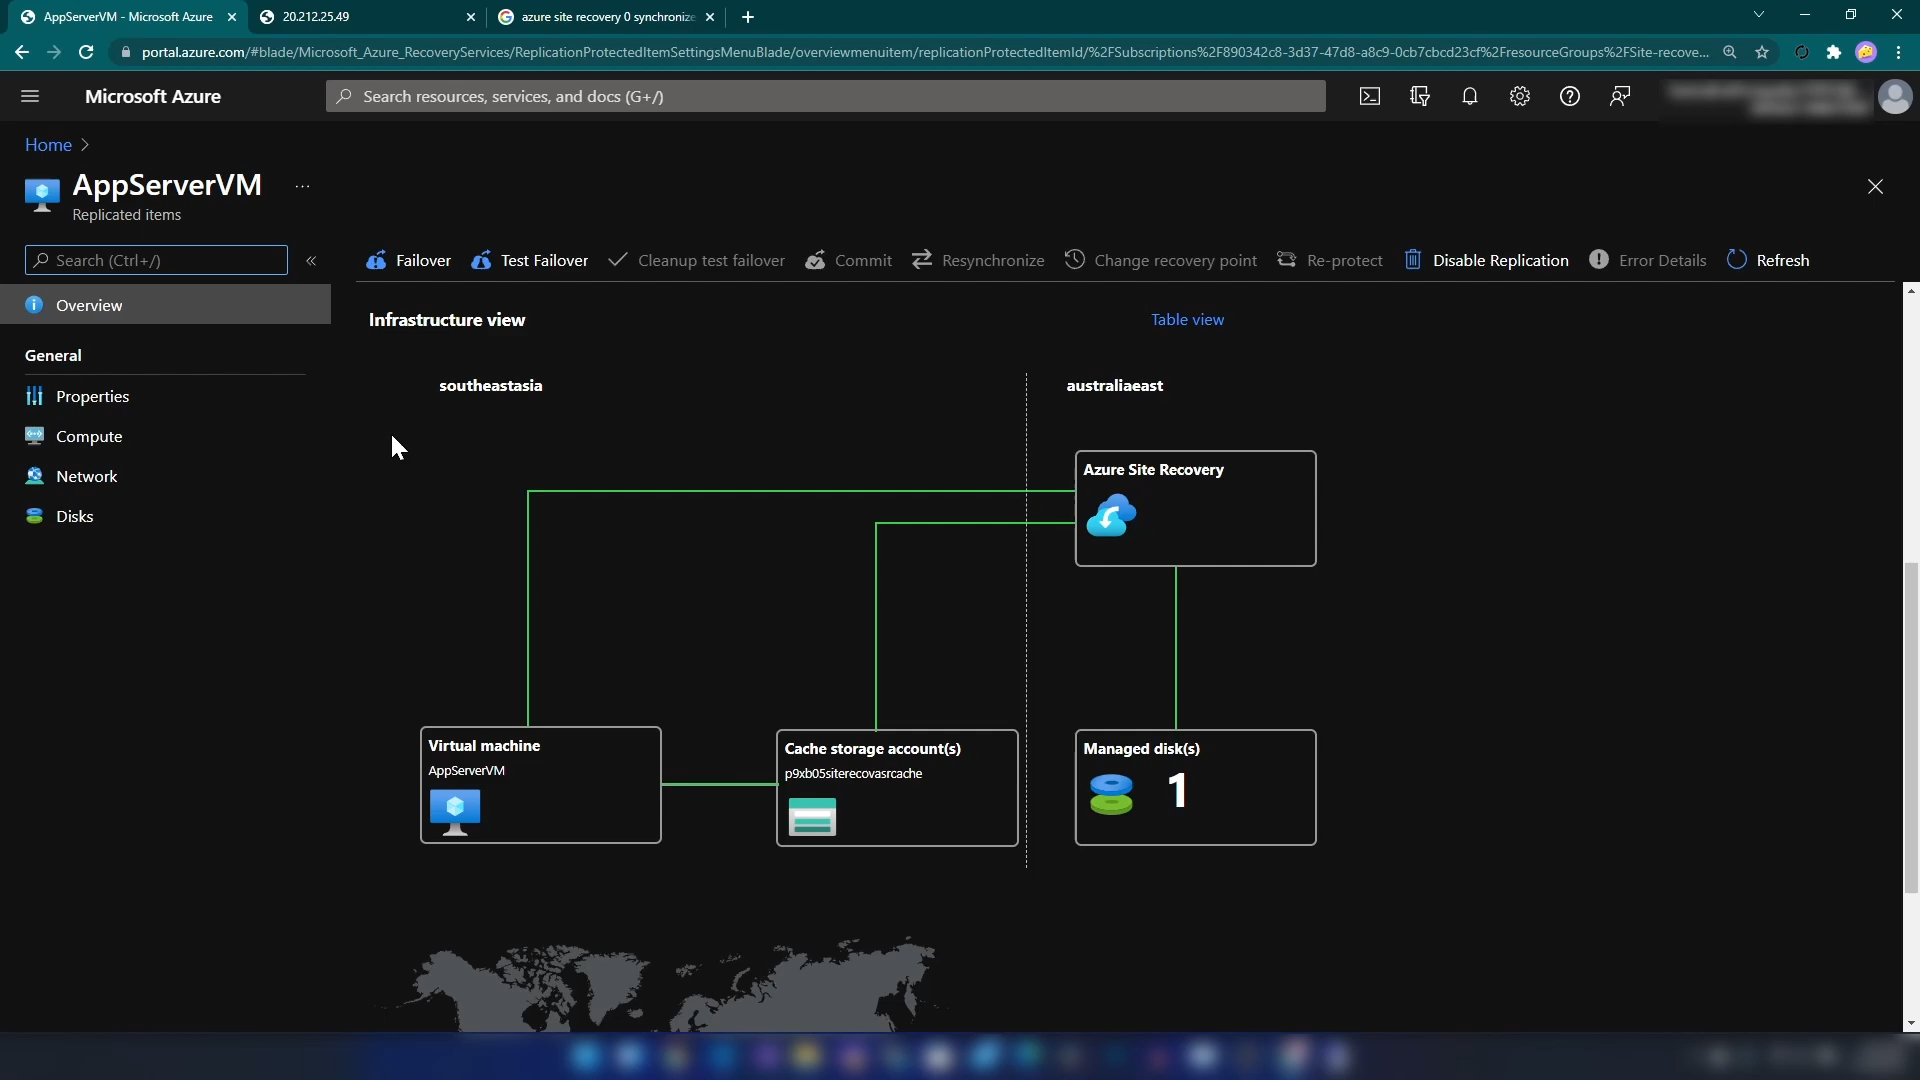 AppServerVM - Microsoft Azure
20.212.25.49
azure site recovery 0 synchronize
portal.azure.com/#blade/Microsoft_Azure_RecoveryServices/ReplicationProtectedItemSettingsMenuBlade/overviewmenuitem/replicationProtectedItemId/%2FSubscriptions%2F890342c8-3d37-47d8-a8c9-0cb7cbcd23cf%2FresourceGroups%2FSite-recove...
Microsoft Azure
Search resources, services, and docs (G+/)
Home
AppServerVM
...
Replicated items
Search (Ctrl+/)
Failover
Test Failover
Cleanup test failover
Commit
Resynchronize
Change recovery point
Re-protect
Disable Replication
Error Details
Refresh
Overview
General
Properties
Compute
Network
Disks
Infrastructure view
Table view
southeastasia
australiaeast
Azure Site Recovery
Virtual machine
AppServerVM
Cache storage account(s)
p9xb05siterecovasrcache
Managed disk(s)
1